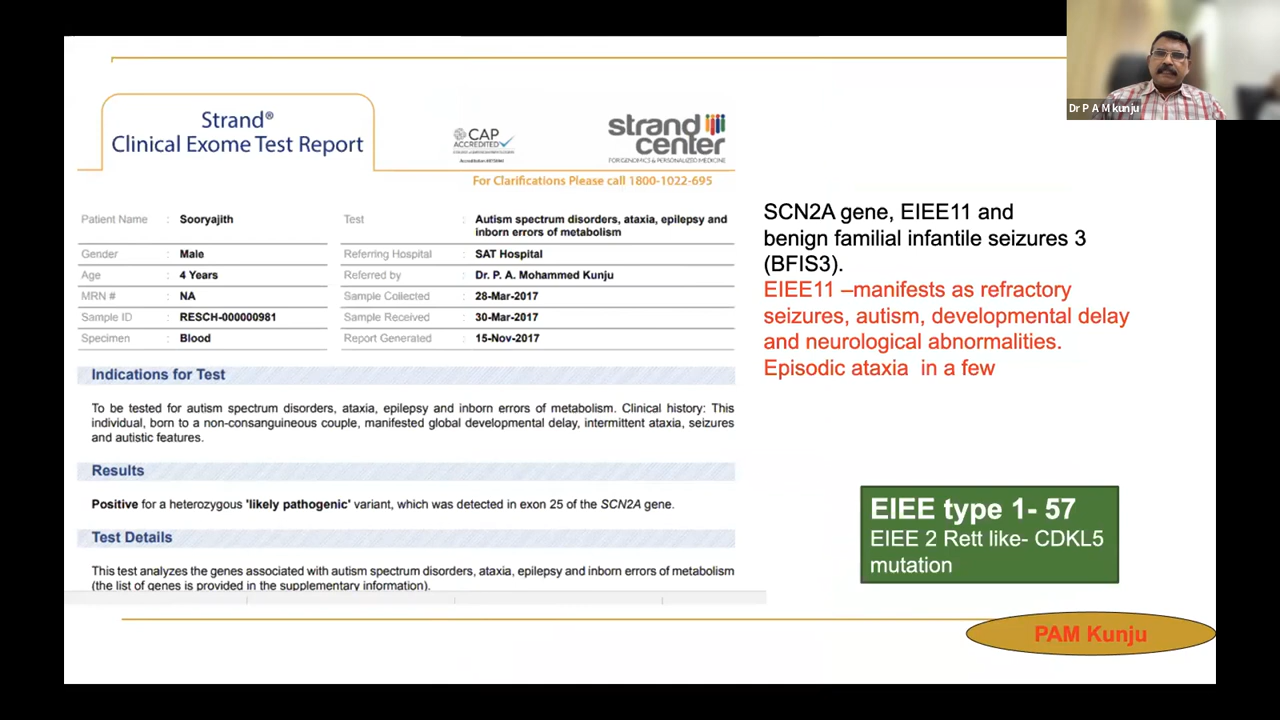 Dr P A M kunju
Strand®
Clinical Exome Test Report
CAP
ACCREDITED
strand
center
FOR GENOMICS & PERSONALIZED MEDICINE
For Clarifications Please call 1800-1022-695
Patient Name : Sooryajith
Gender : Male
Age : 4 Years
MRN # : NA
Sample ID : RESCH-000000981
Specimen : Blood
Test : Autism spectrum disorders, ataxia, epilepsy and
inborn errors of metabolism
Referring Hospital : SAT Hospital
Referred by : Dr. P. A. Mohammed Kunju
Sample Collected : 28-Mar-2017
Sample Received : 30-Mar-2017
Report Generated : 15-Nov-2017
Indications for Test
To be tested for autism spectrum disorders, ataxia, epilepsy and inborn errors of metabolism. Clinical history: This
individual, born to a non-consanguineous couple, manifested global developmental delay, intermittent ataxia, seizures
and autistic features.
Results
Positive for a heterozygous 'likely pathogenic' variant, which was detected in exon 25 of the SCN2A gene.
Test Details
This test analyzes the genes associated with autism spectrum disorders, ataxia, epilepsy and inborn errors of metabolism
(the list of genes is provided in the supplementary information).
SCN2A gene, EIEE11 and
benign familial infantile seizures 3
(BFIS3).
EIEE11 –manifests as refractory
seizures, autism, developmental delay
and neurological abnormalities.
Episodic ataxia in a few
EIEE type 1- 57
EIEE 2 Rett like- CDKL5
mutation
PAM Kunju